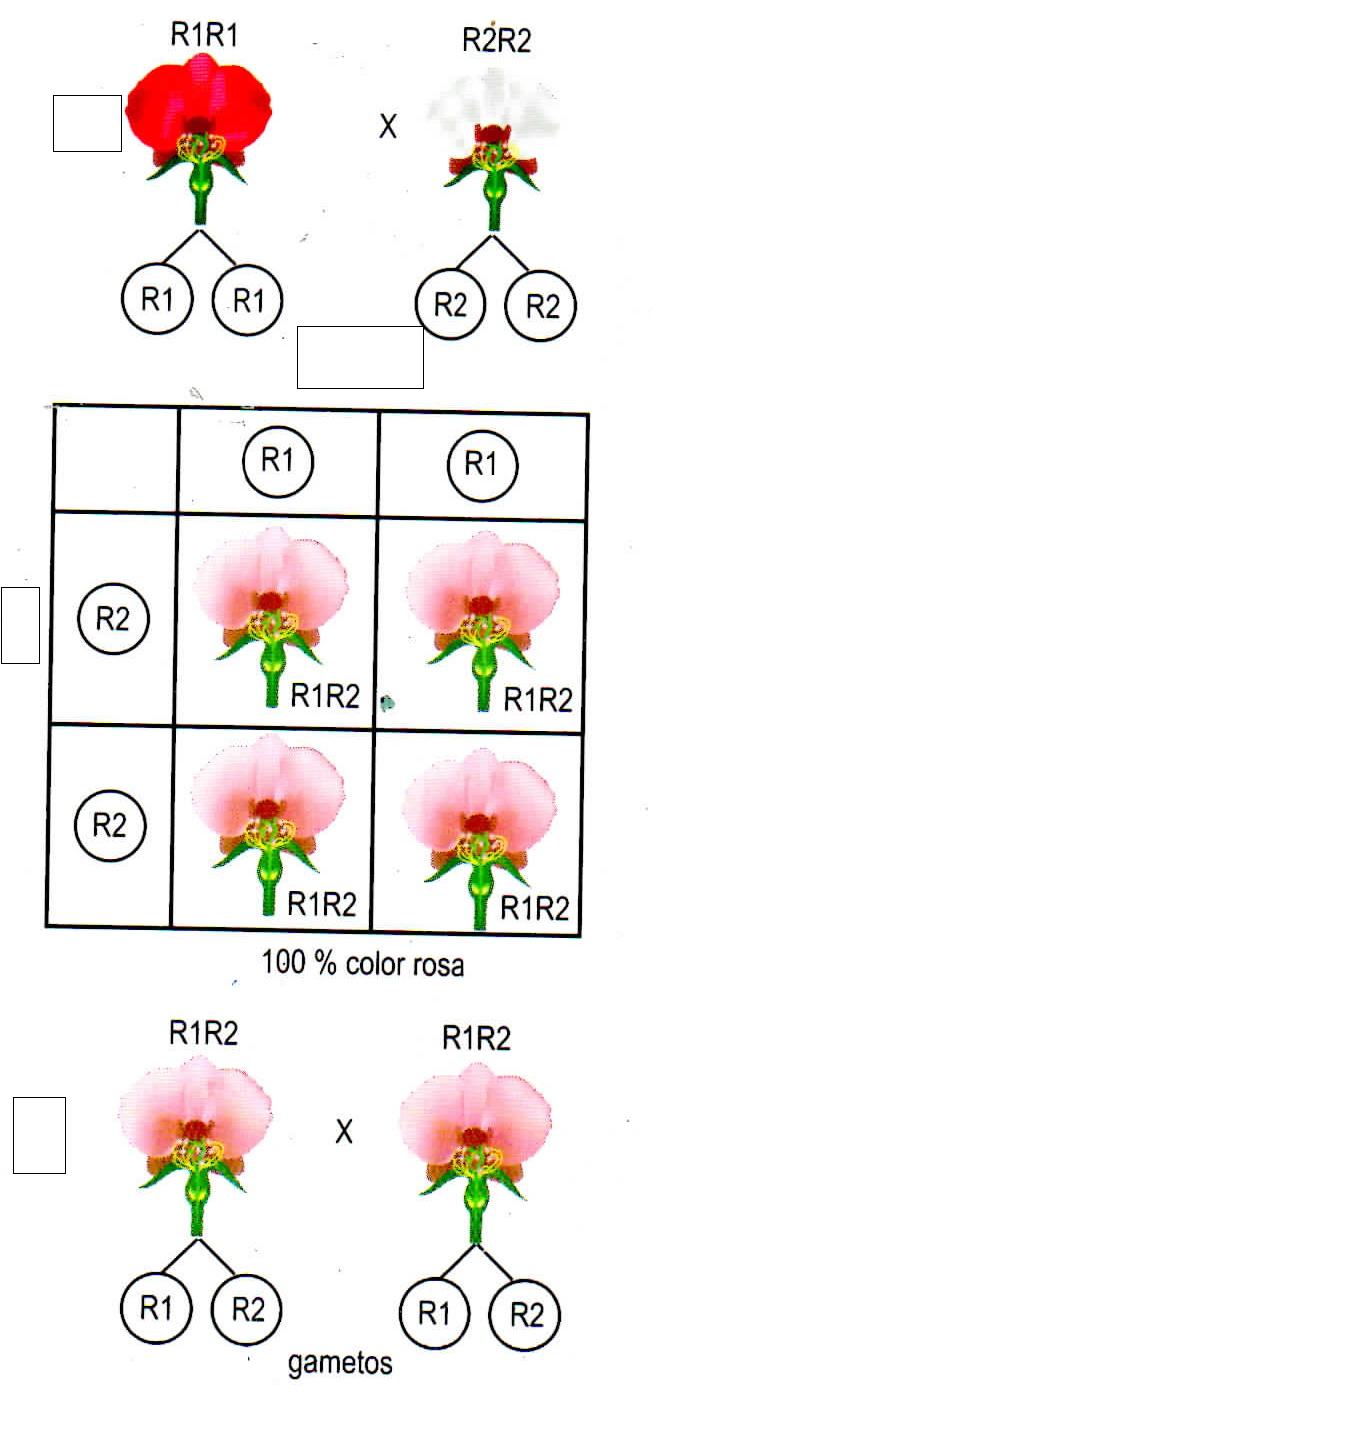 R1R1 R2R2
X
R1 R1 R2 R2
R1 R1
R2
R1R2 R1R2
R2
R1R2 R1R2
100 % color rosa
R1R2 R1R2
X
R1 R2 R1 R2
gametos